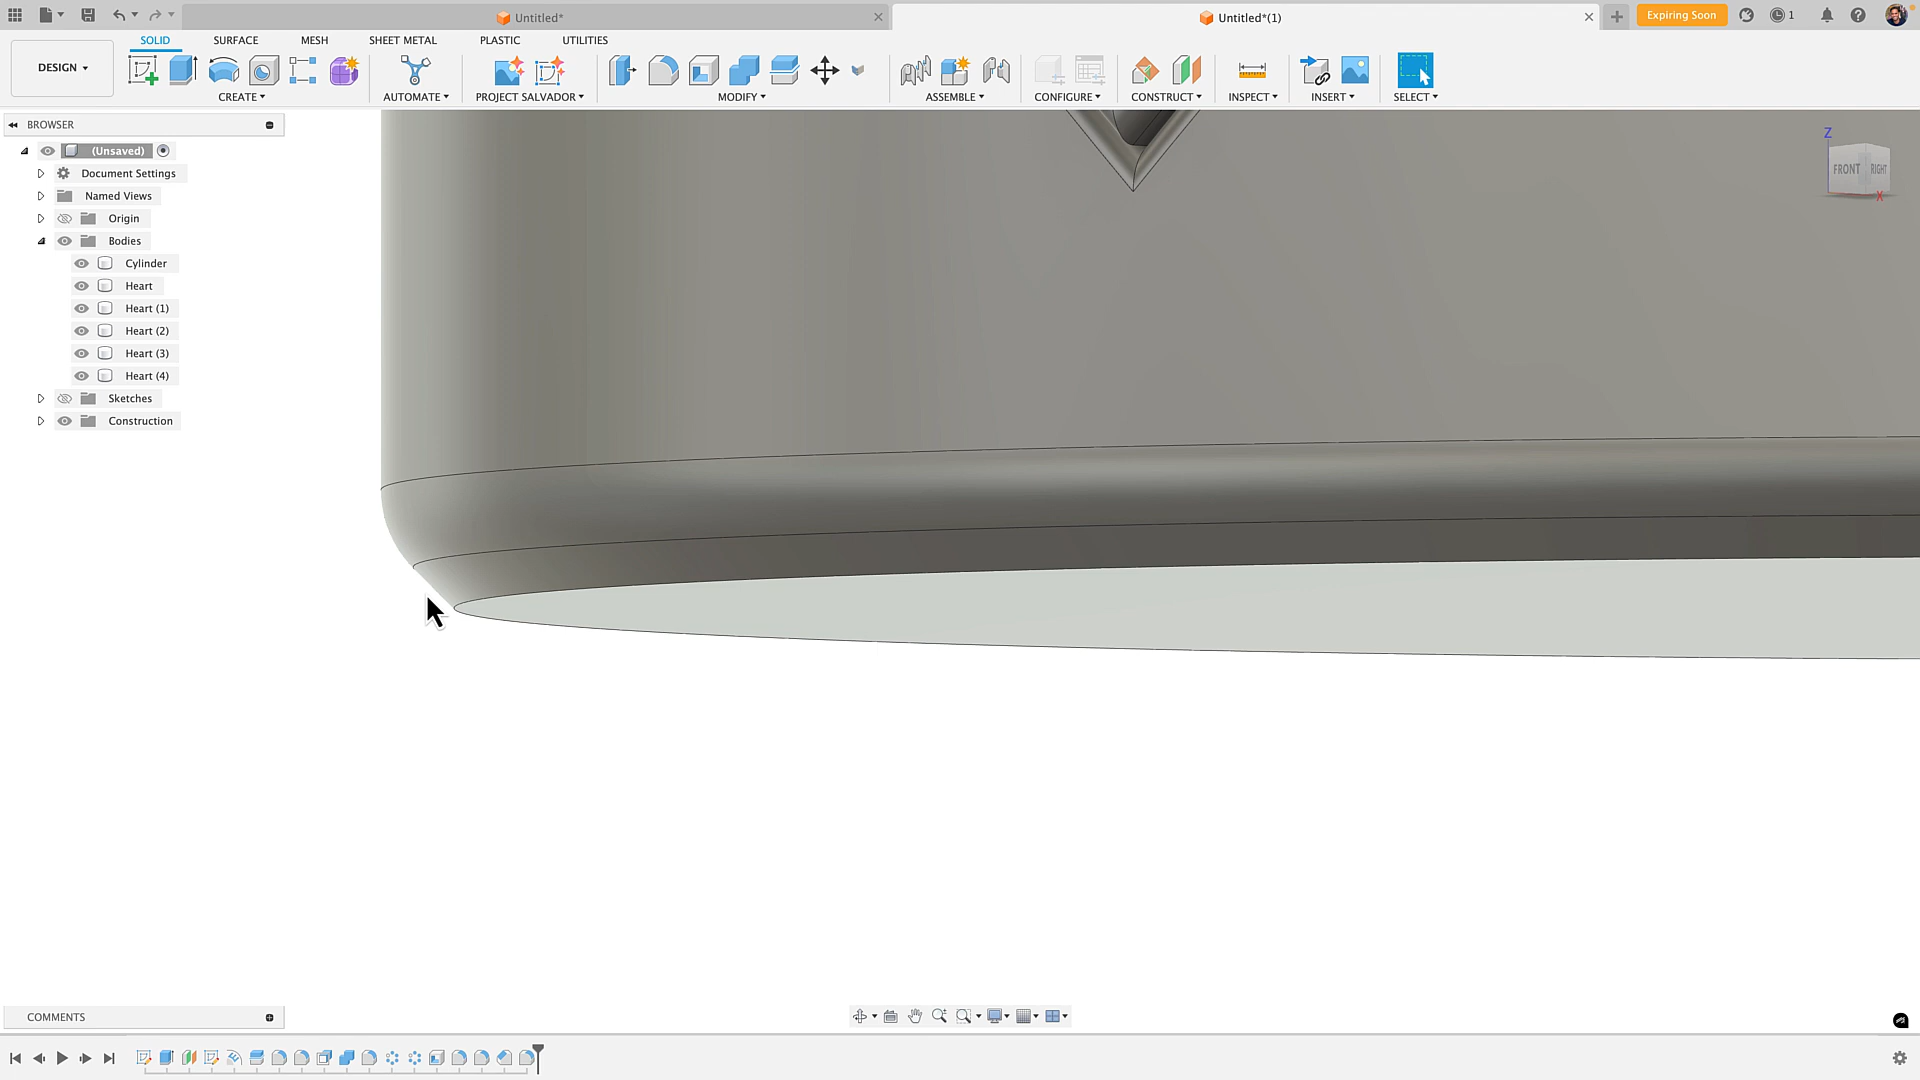 Untitled*
Untitled*(1)
Expiring Soon
1
DESIGN
SOLID
SURFACE
MESH
SHEET METAL
PLASTIC
UTILITIES
CREATE
AUTOMATE
PROJECT SALVADOR
MODIFY
ASSEMBLE
CONFIGURE
CONSTRUCT
INSPECT
INSERT
SELECT
BROWSER
(Unsaved)
Document Settings
Named Views
Origin
Bodies
Cylinder
Heart
Heart (1)
Heart (2)
Heart (3)
Heart (4)
Sketches
Construction
Z
FRONT
RIGHT
X
COMMENTS